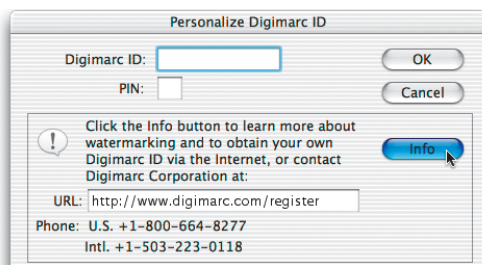 Personalize Digimarc ID
Digimarc ID:
OK
PIN:
Cancel
Click the Info button to learn more about
watermarking and to obtain your own
Digimarc ID via the Internet, or contact
Digimarc Corporation at:
Info
URL: http://www.digimarc.com/register
Phone: U.S. +1-800-664-8277
Intl. +1-503-223-0118